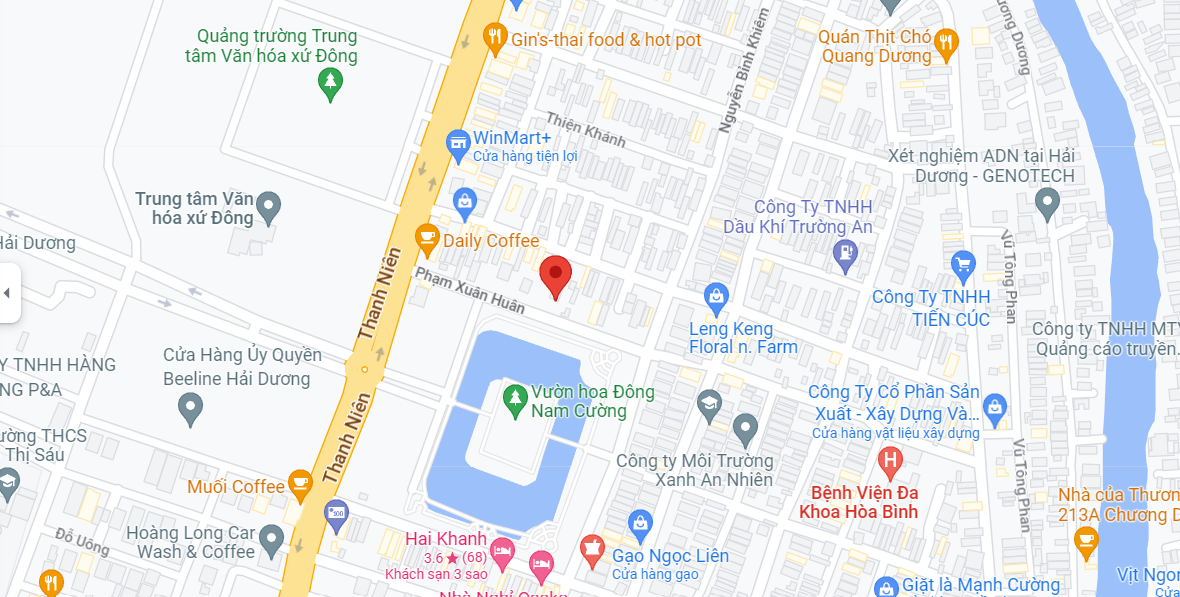 Quảng trường Trung
tâm Văn hóa xứ Đông
Gin's-thai food & hot pot
Nguyễn Bỉnh Khiêm
Quán Thịt Chó
Quang Dương
ương Dương
Thiện Khánh
WinMart+
Cửa hàng tiện lợi
Xét nghiệm ADN tại Hải
Dương - GENOTECH
Trung tâm Văn
hóa xứ Đông
Công Ty TNHH
Dầu Khí Trường An
Hải Dương
Daily Coffee
Thanh Niên
Phạm Xuân Huân
Vũ Tông Phan
Công Ty TNHH
TIẾN CÚC
Leng Keng
Floral n. Farm
Công ty TNHH MTV
Quảng cáo truyền...
Cửa Hàng Ủy Quyền
Beeline Hải Dương
Y TNHH HÀNG
NG P&A
Vườn hoa Đông
Nam Cường
Công Ty Cổ Phần Sản
Xuất - Xây Dựng Và...
Cửa hàng vật liệu xây dựng
Thanh Niên
ường THCS
Thị Sáu
Công ty Môi Trường
Xanh An Nhiên
Vũ Tông Phan
Muối Coffee
Bệnh Viện Đa
Khoa Hòa Bình
Nhà của Thươn
213A Chương D
Đỗ Uông
Hoàng Long Car
Wash & Coffee
Hai Khanh
3.6★(68)
Khách sạn 3 sao
Gạo Ngọc Liên
Cửa hàng gạo
Vịt Ngon
Cửa
Giặt là Mạnh Cường
Nhà Nghỉ Osaka